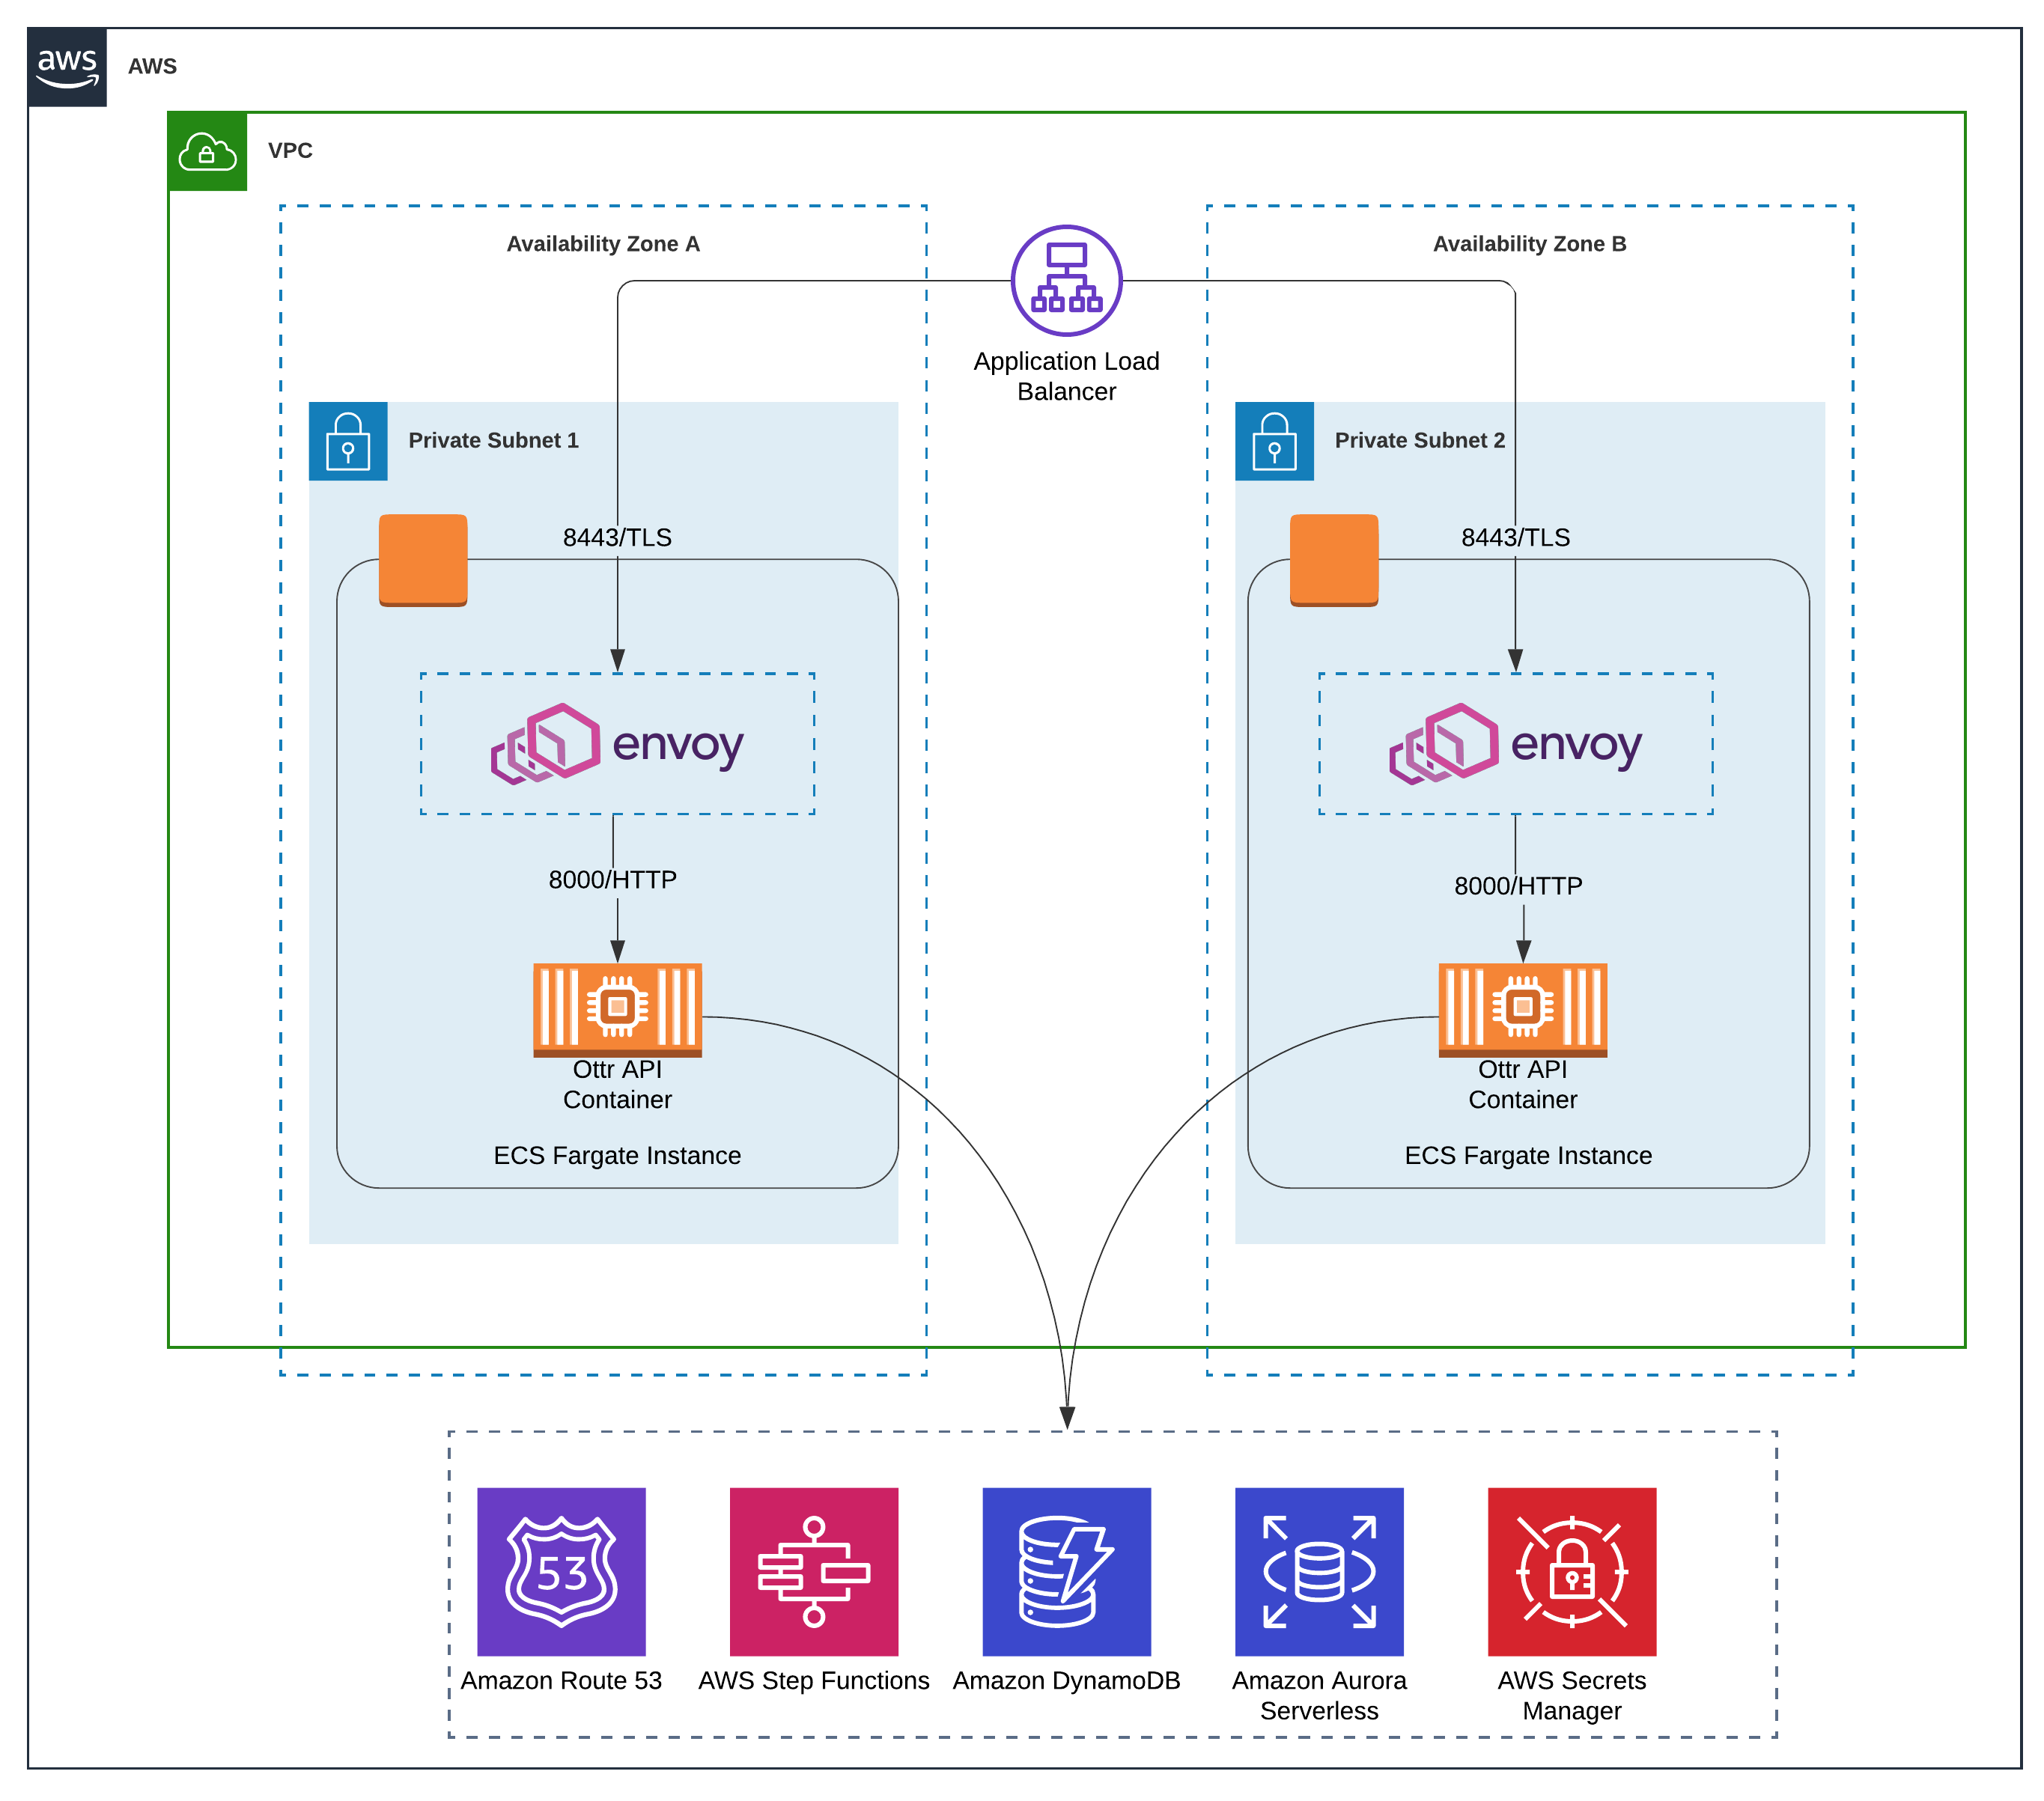 aws
AWS
VPC
Availability Zone A
Availability Zone B
Application Load
Balancer
Private Subnet 1
Private Subnet 2
8443/TLS
8443/TLS
envoy
envoy
8000/HTTP
8000/HTTP
Ottr API
Container
Ottr API
Container
ECS Fargate Instance
ECS Fargate Instance
53
Amazon Route 53
AWS Step Functions
Amazon DynamoDB
Amazon Aurora
Serverless
AWS Secrets
Manager